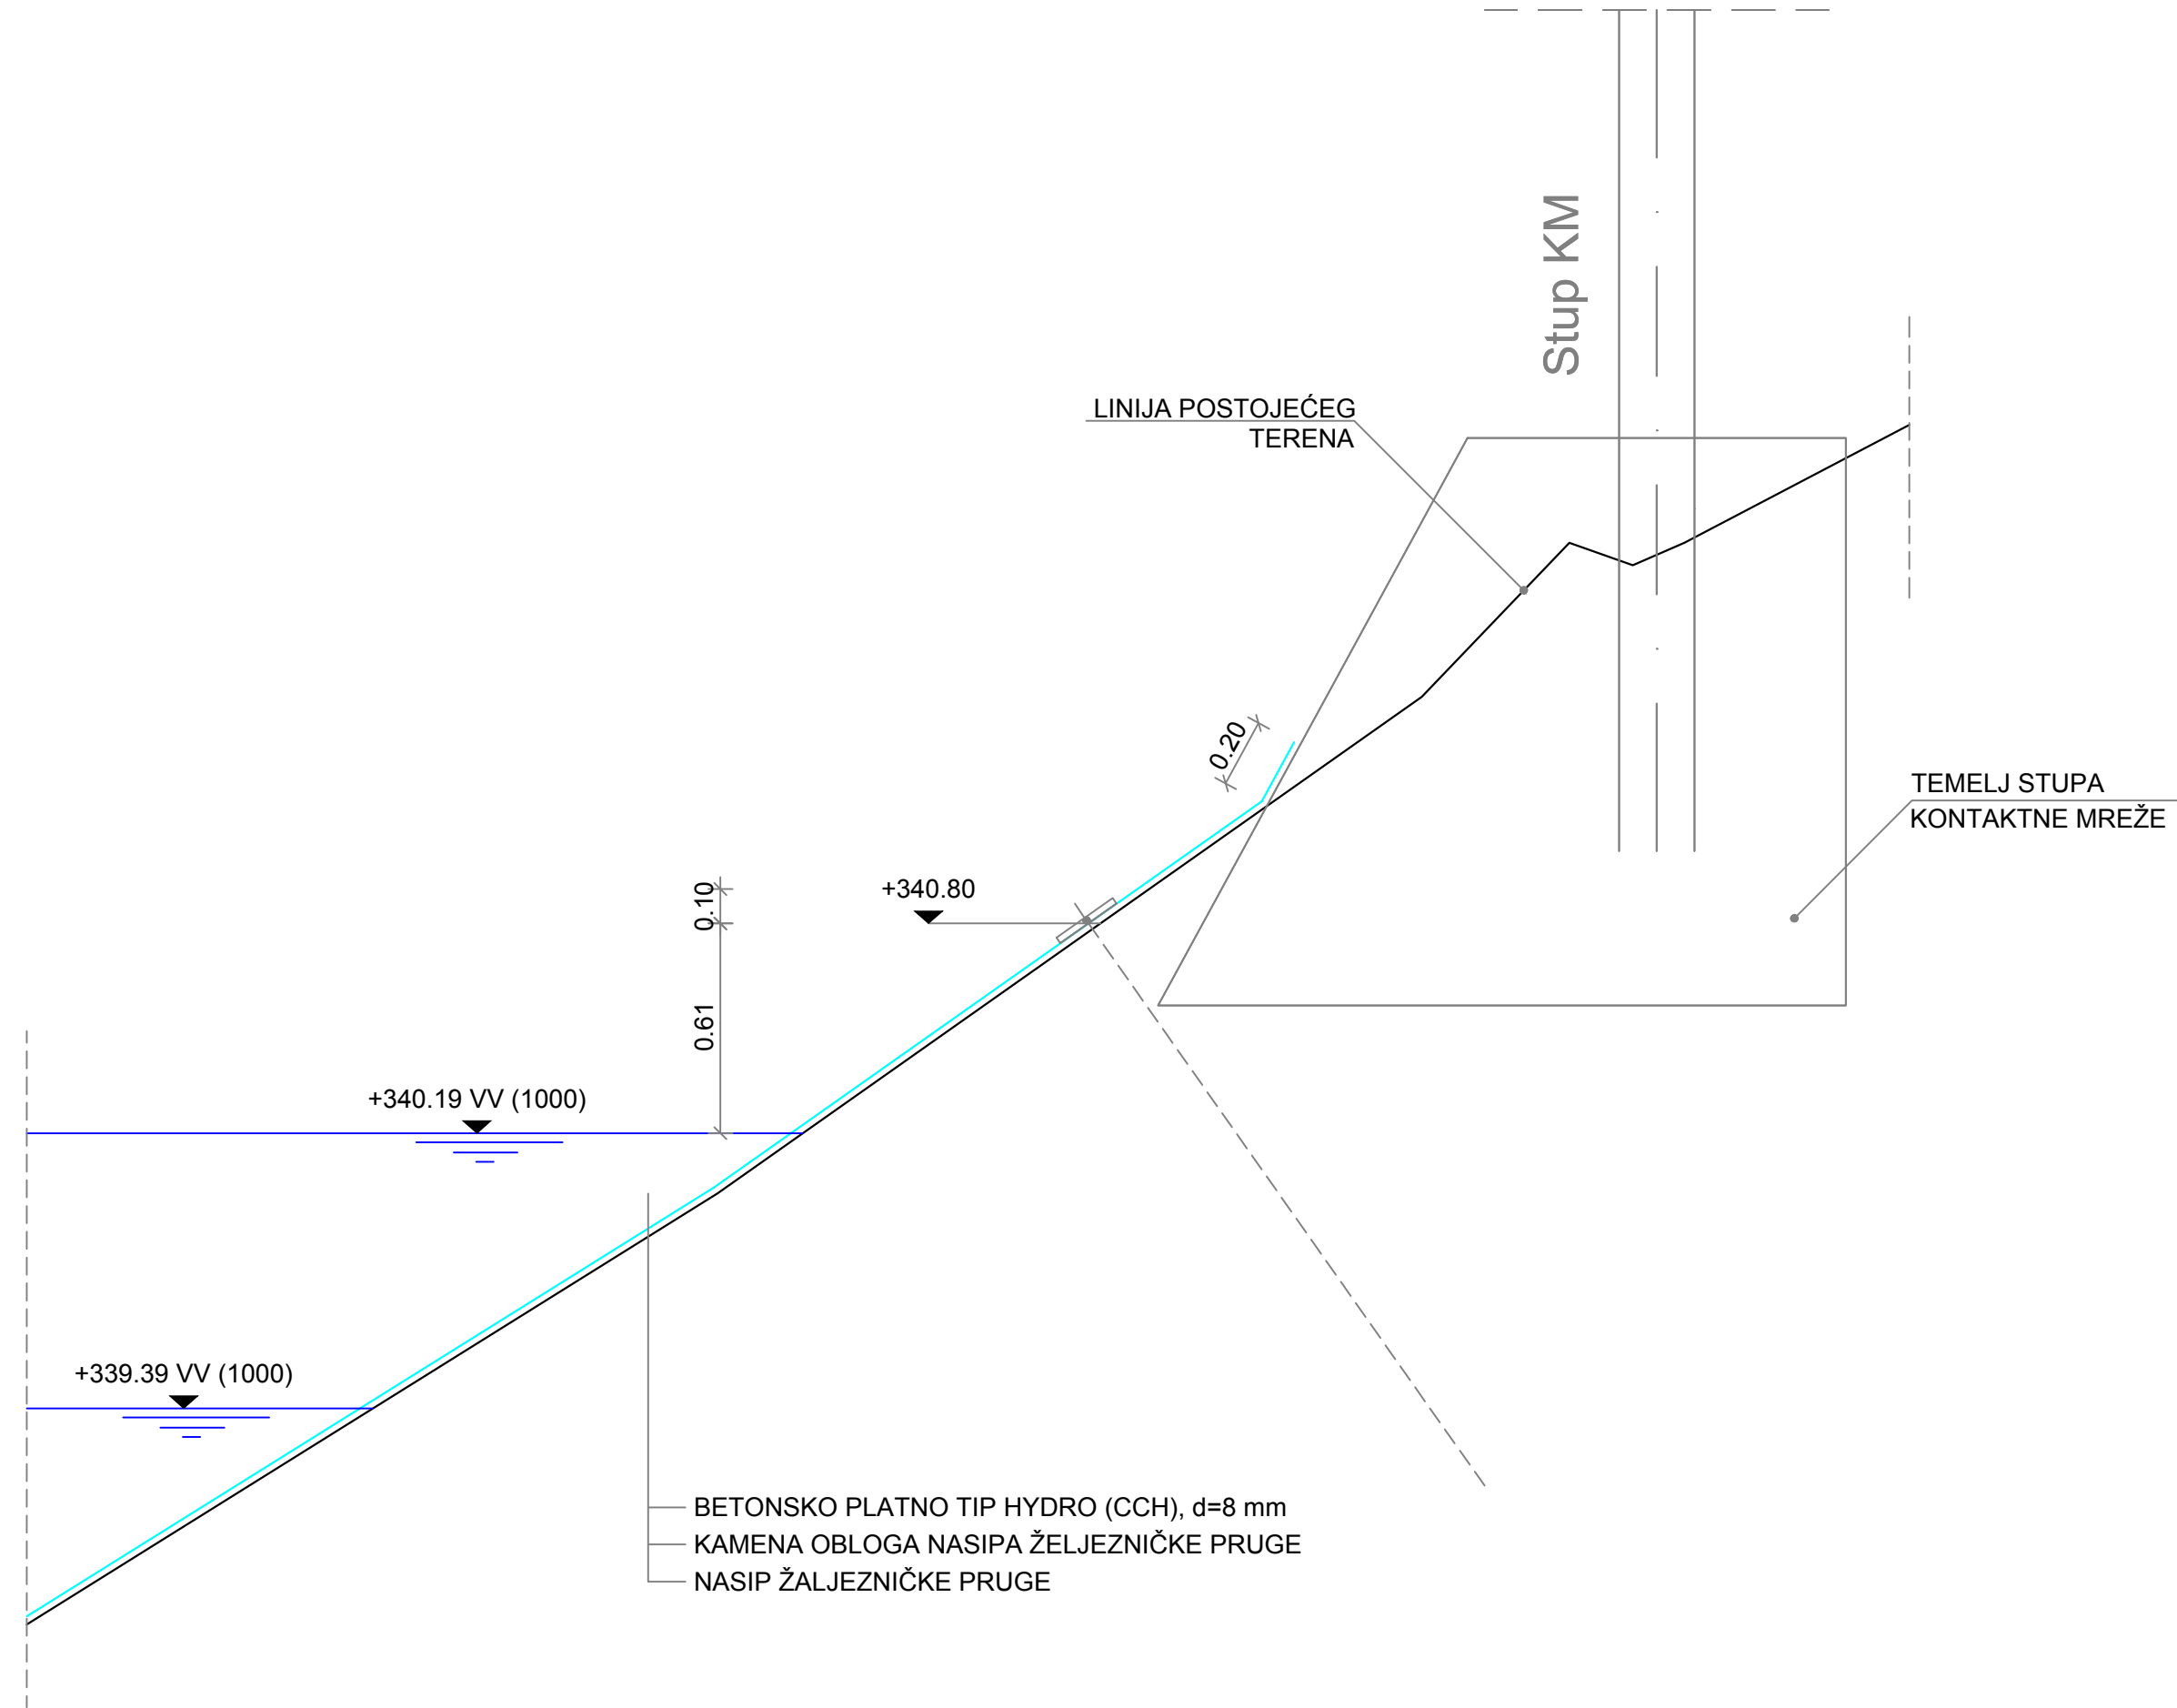 Stup KM
LINIJA POSTOJEĆEG
TERENA
0.20
TEMELJ STUPA
KONTAKTNE MREŽE
0.10
+340.80
0.61
+340.19 VV (1000)
+339.39 VV (1000)
BETONSKO PLATNO TIP HYDRO (CCH), d=8 mm
KAMENA OBLOGA NASIPA ŽELJEZNIČKE PRUGE
NASIP ŽALJEZNIČKE PRUGE